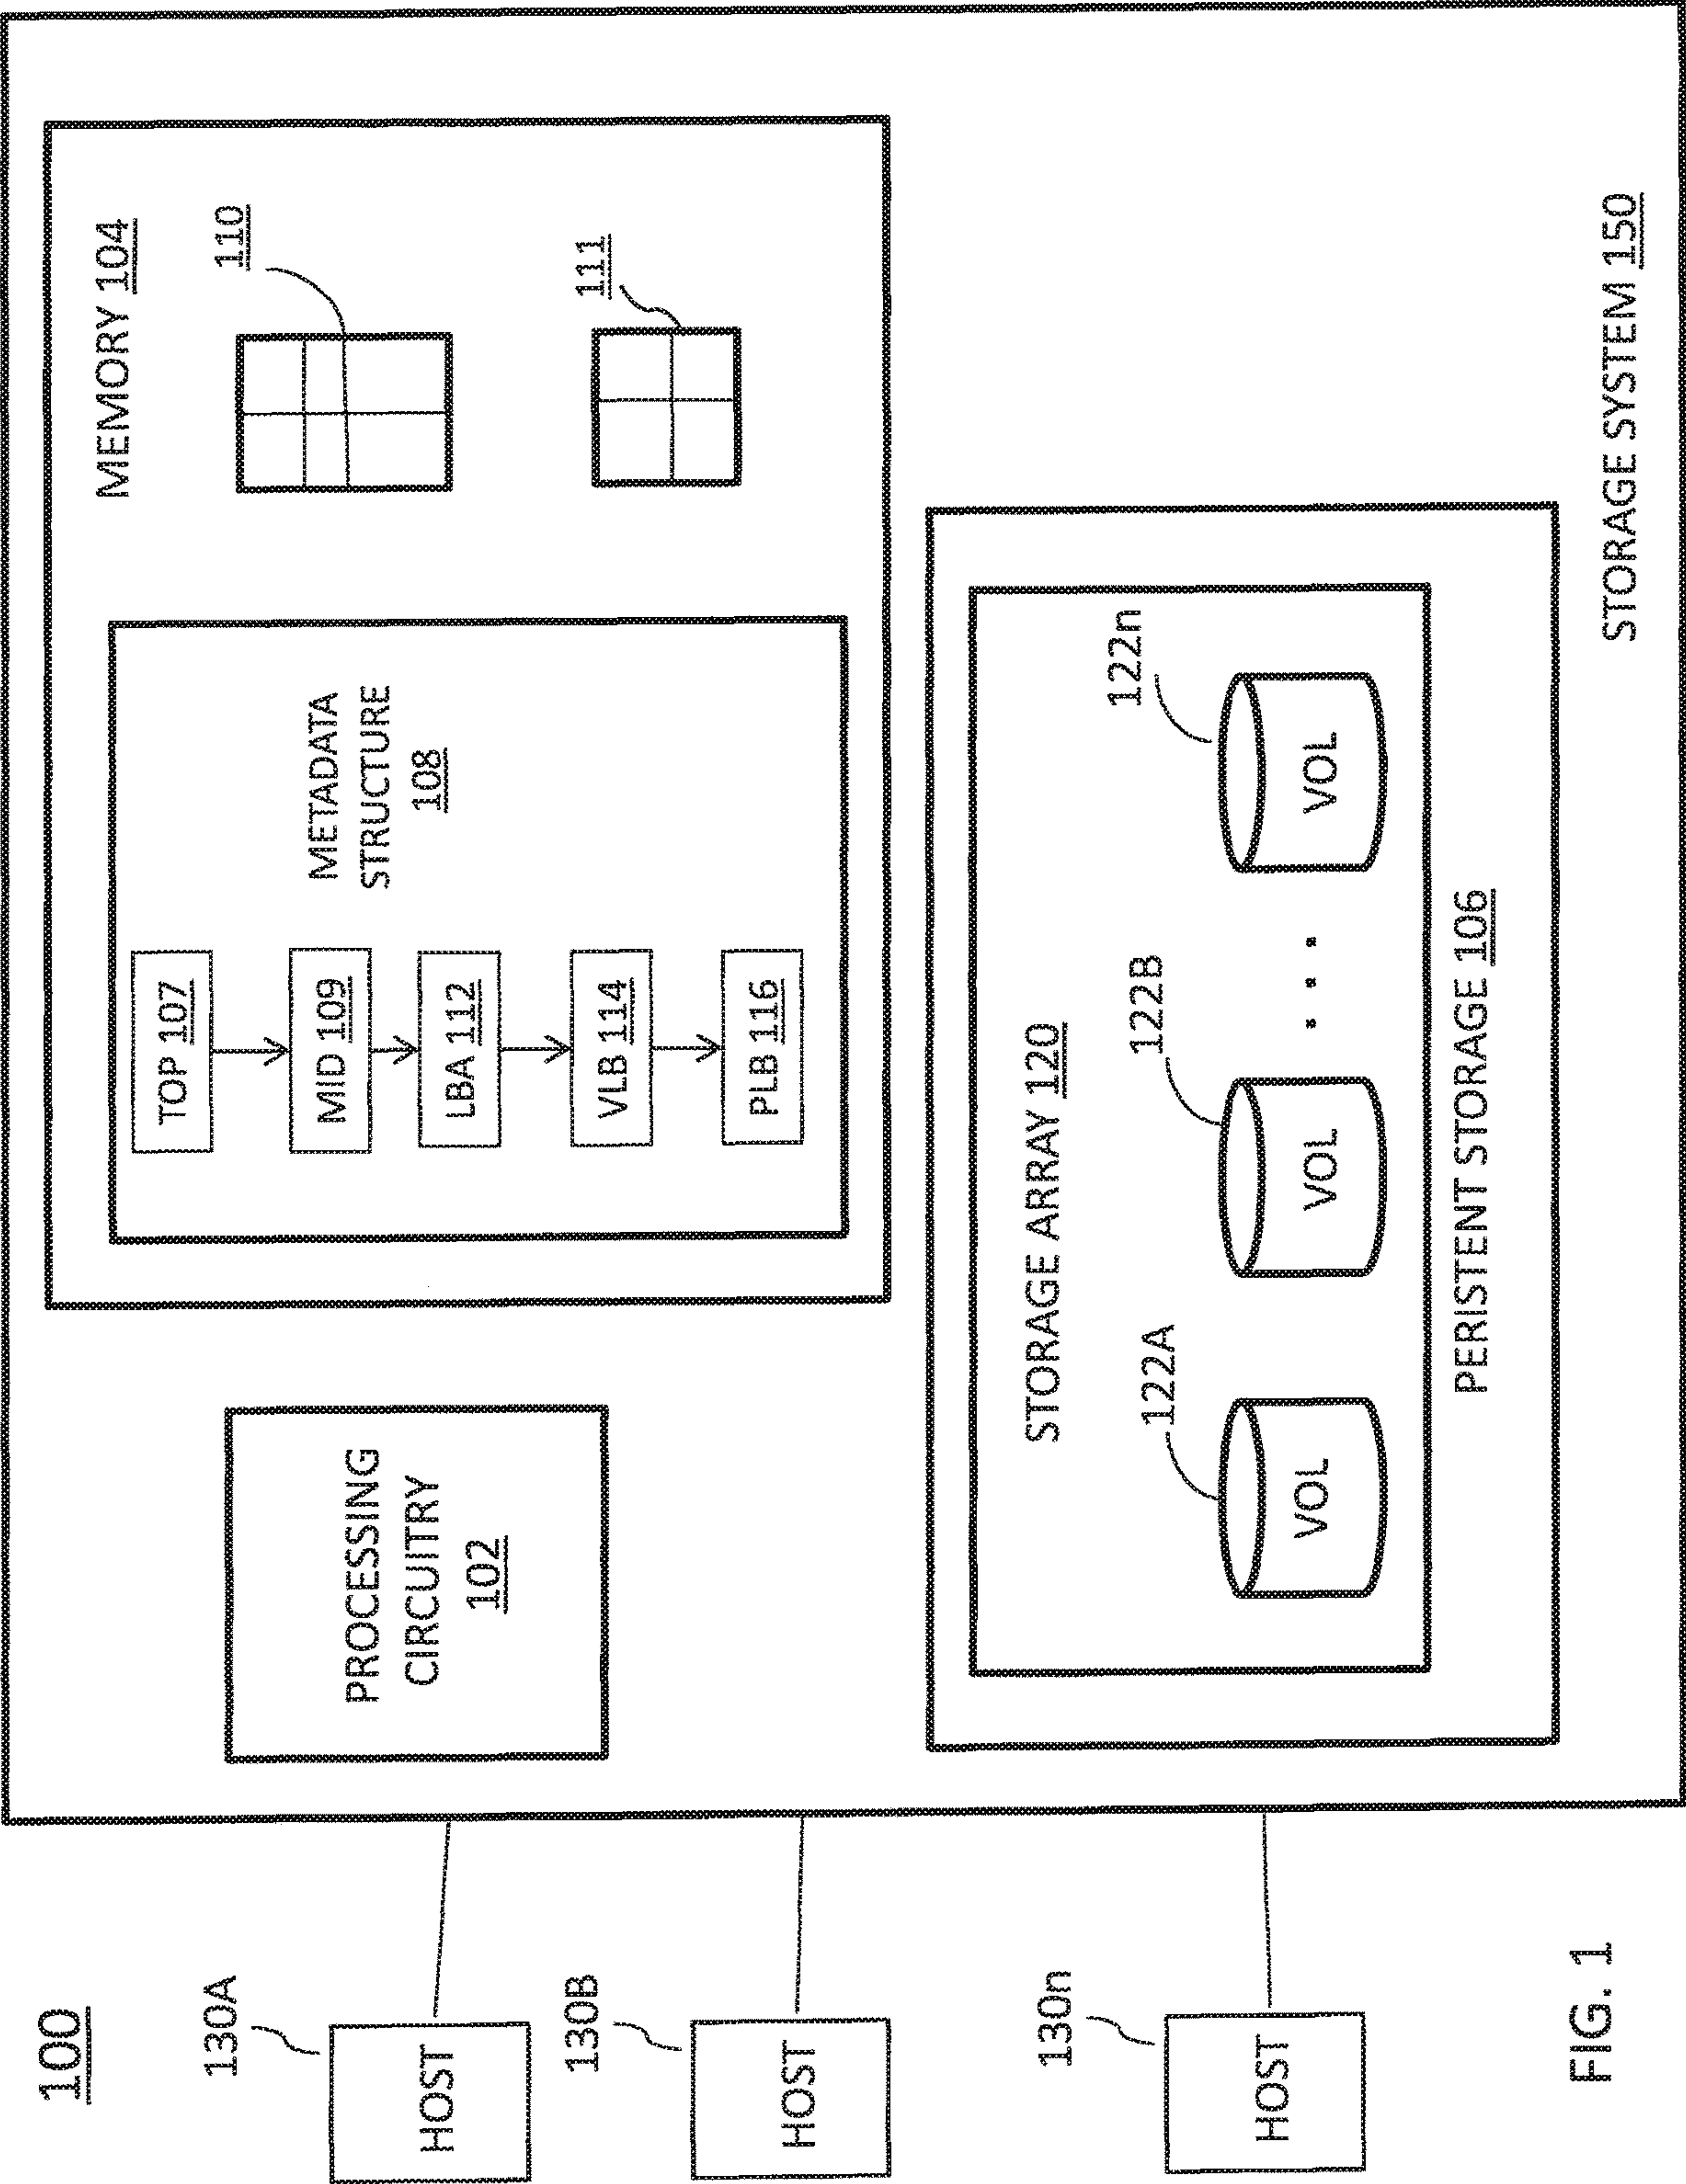 100
130A
HOST
130B
HOST
130n
HOST
PROCESSING
CIRCUITRY
102
MEMORY 104
TOP 107
MID 109
LBA 112
VLB 114
PLB 116
METADATA
STRUCTURE
108
110
111
STORAGE ARRAY 120
122A
VOL
122B
VOL
. . .
122n
VOL
PERISTENT STORAGE 106
STORAGE SYSTEM 150
FIG. 1